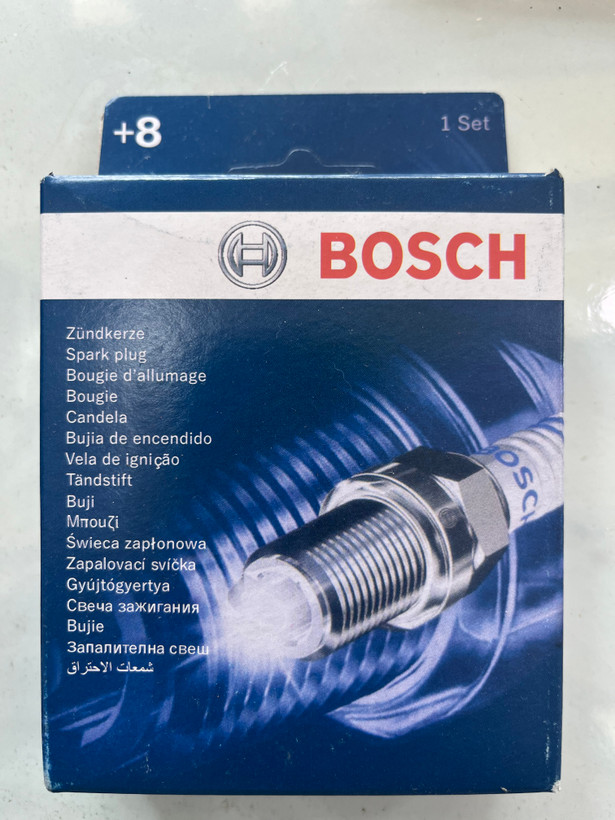 +8
1 Set
BOSCH
Zündkerze
Spark plug
Bougie d'allumage
Bougie
Candela
Bujia de encendido
Vela de ignição
Tändstift
Buji
Μπουζί
Świeca zapłonowa
Zapalovací svíčka
Gyújtógyertya
Свеча зажигания
Bujie
Запалителна свещ
شمعات الاحتراق
BOSCH